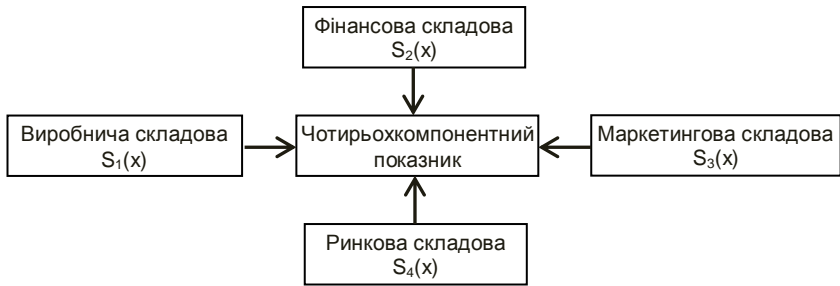 Фінансова складова
S₂(x)
Виробнича складова
S₁(x)
Чотирьохкомпонентний
показник
Маркетингова складова
S₃(x)
Ринкова складова
S₄(x)